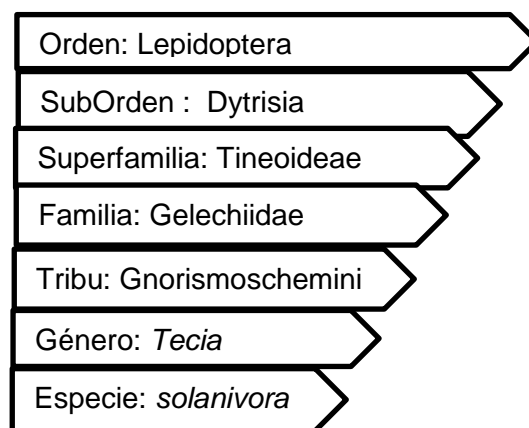 Orden: Lepidoptera
SubOrden : Dytrisia
Superfamilia: Tineoideae
Familia: Gelechiidae
Tribu: Gnorismoschemini
Género: Tecia
Especie: solanivora